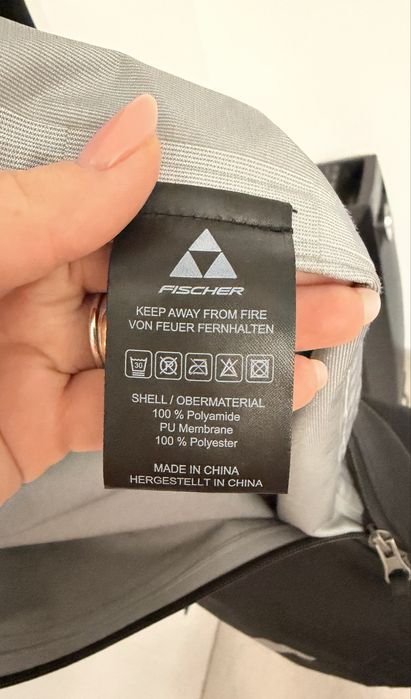 FISCHER
KEEP AWAY FROM FIRE
VON FEUER FERNHALTEN
30
SHELL / OBERMATERIAL
100 % Polyamide
PU Membrane
100 % Polyester
MADE IN CHINA
HERGESTELLT IN CHINA